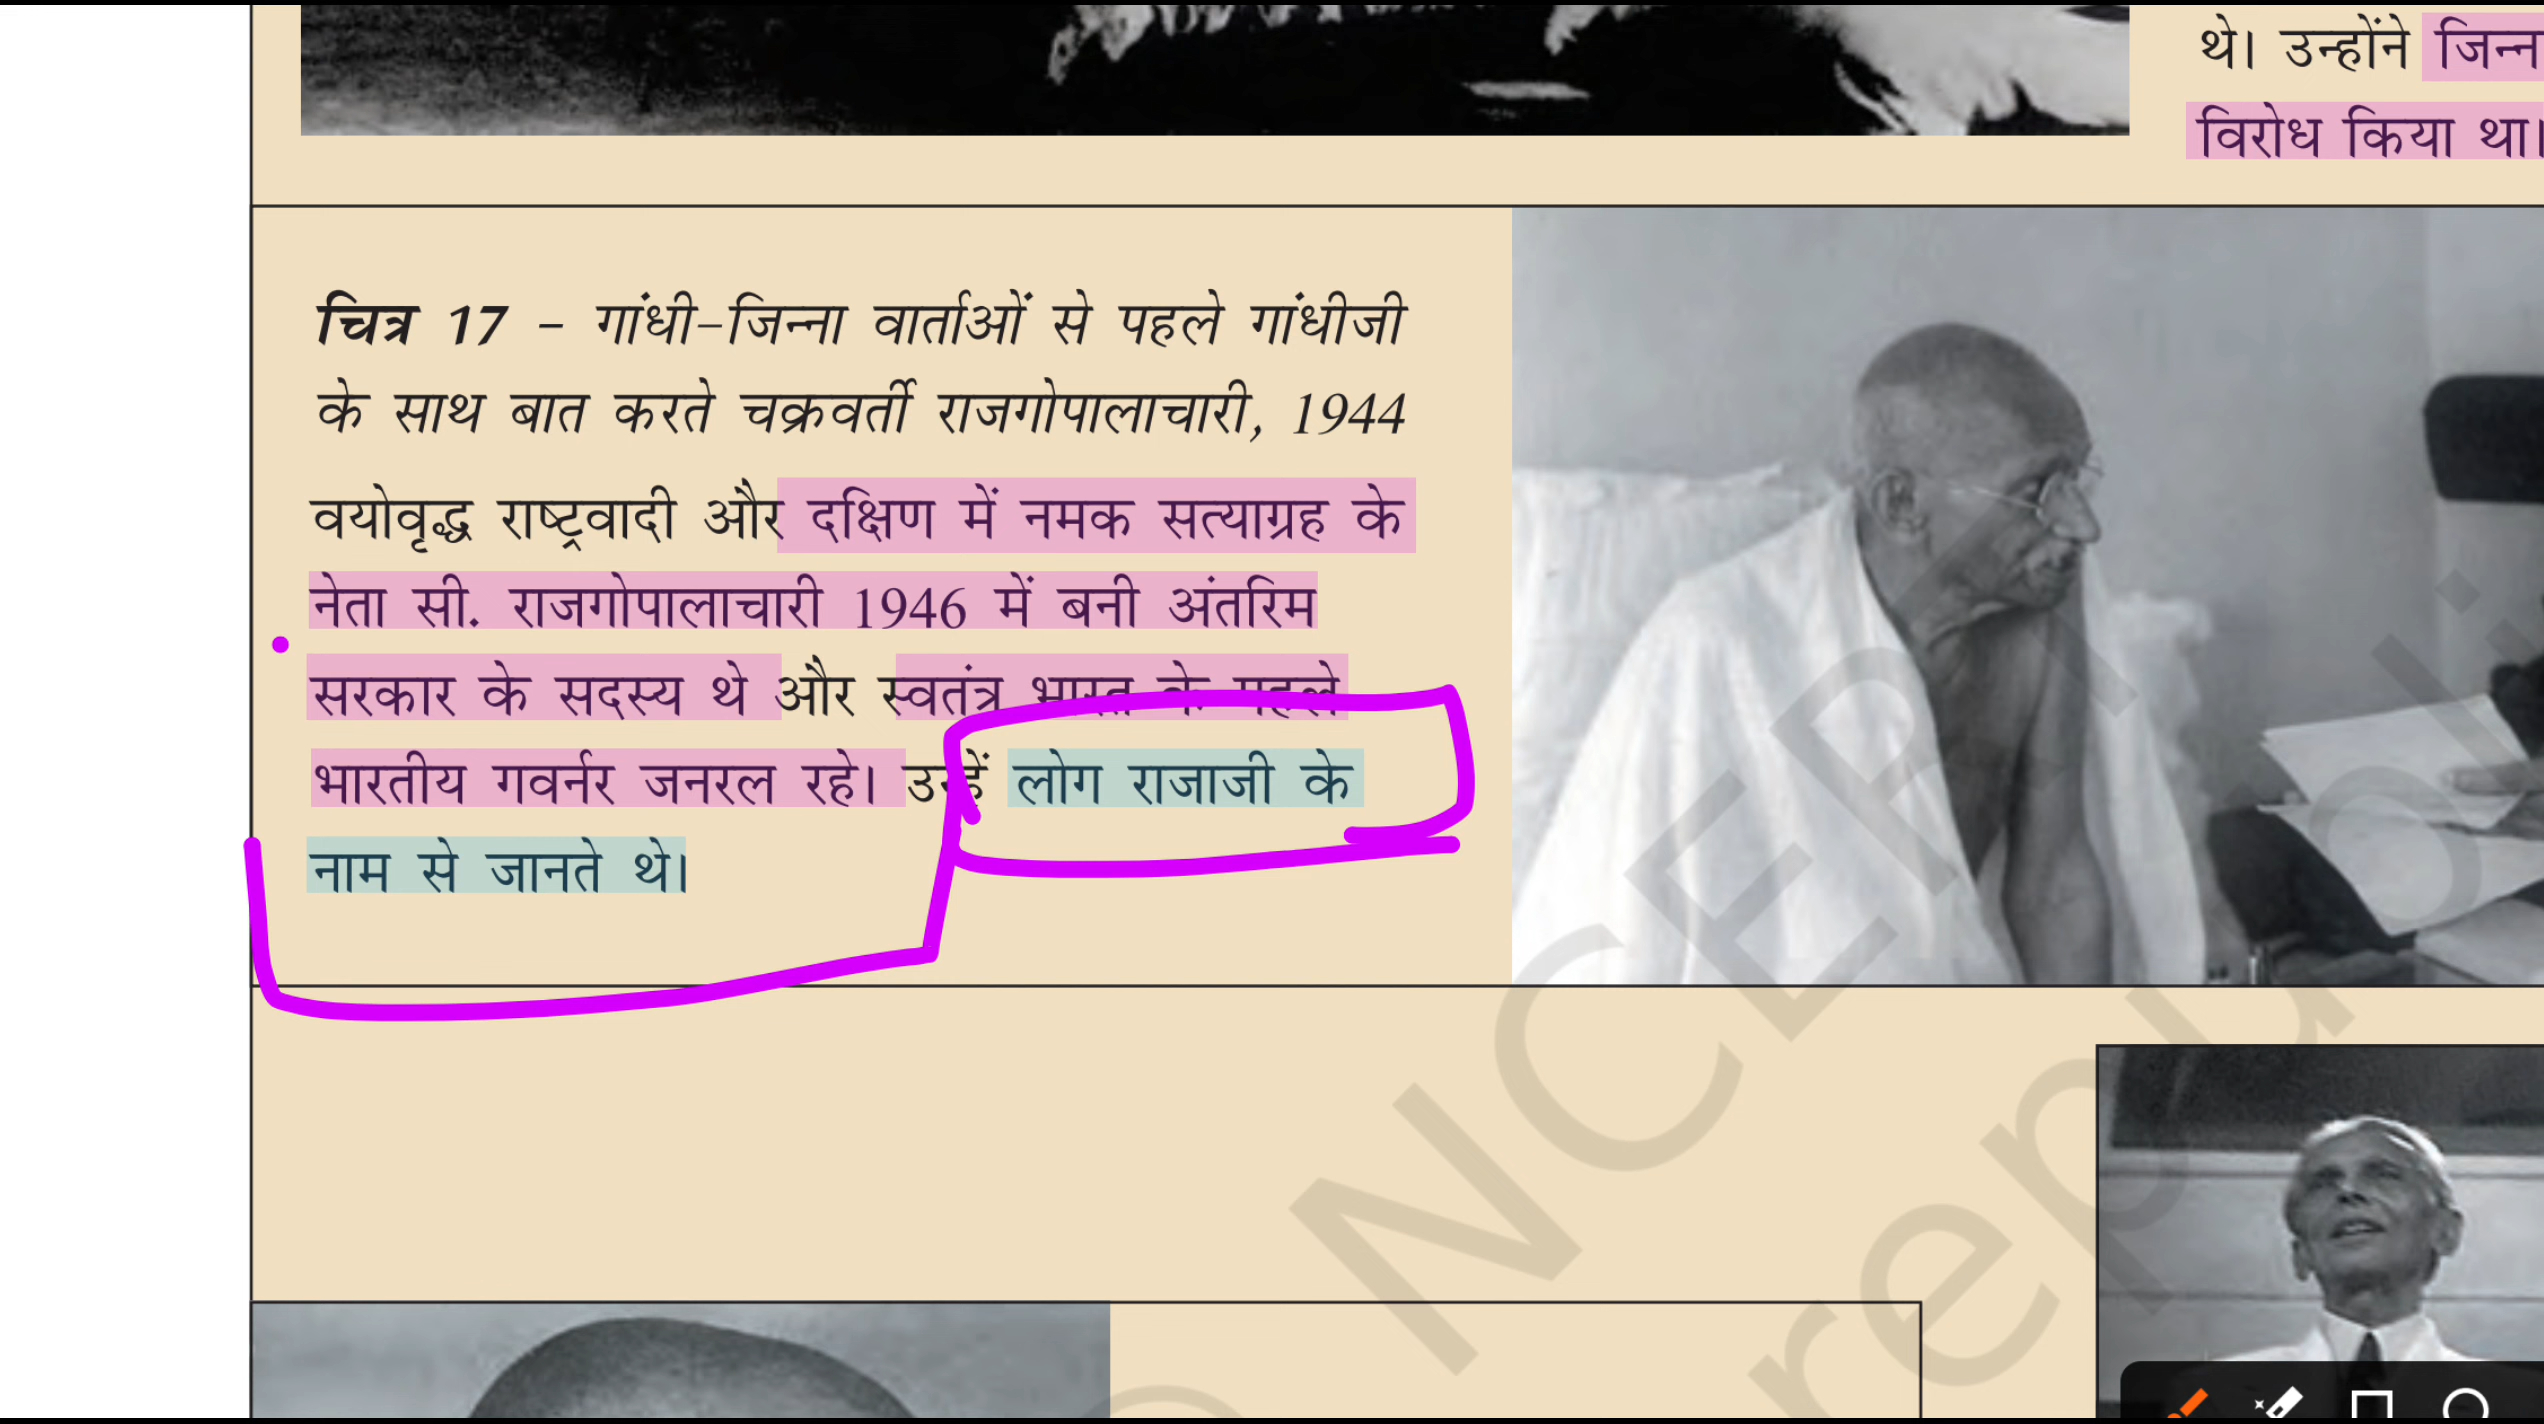 थे। उन्होंने
विरोध किया था।
चित्र 17 – गांधी–जिन्ना वार्ताओं से पहले गांधीजी
के साथ बात करते चक्रवर्ती राजगोपालाचारी, 1944
वयोवृद्ध राष्ट्रवादी और दक्षिण में नमक सत्याग्रह के
नेता सी. राजगोपालाचारी 1946 में बनी अंतरिम
सरकार के सदस्य थे और स्वतंत्र भारत के पहले
भारतीय गवर्नर जनरल रहे। उन्हें लोग राजाजी के
नाम से जानते थे।
NCERT